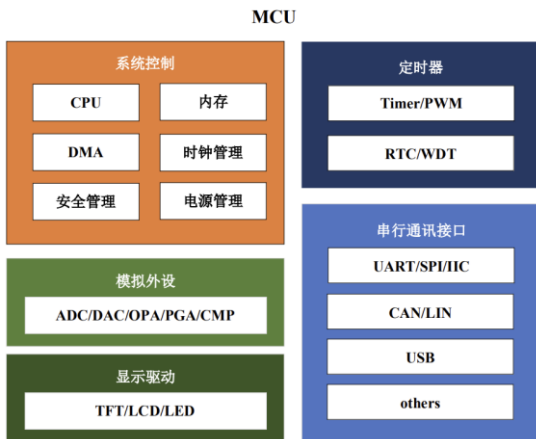 MCU
系统控制
CPU
内存
DMA
时钟管理
安全管理
电源管理
模拟外设
ADC/DAC/OPA/PGA/CMP
显示驱动
TFT/LCD/LED
定时器
Timer/PWM
RTC/WDT
串行通讯接口
UART/SPI/IIC
CAN/LIN
USB
others